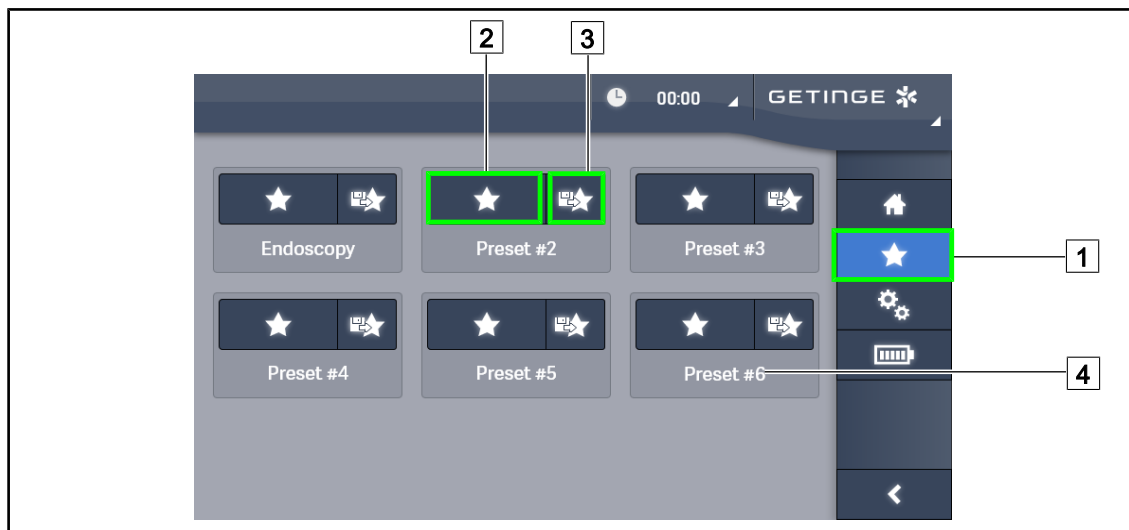 2 3
00:00 GETINGE
Endoscopy Preset #2 Preset #3
1
Preset #4 Preset #5 Preset #6
4